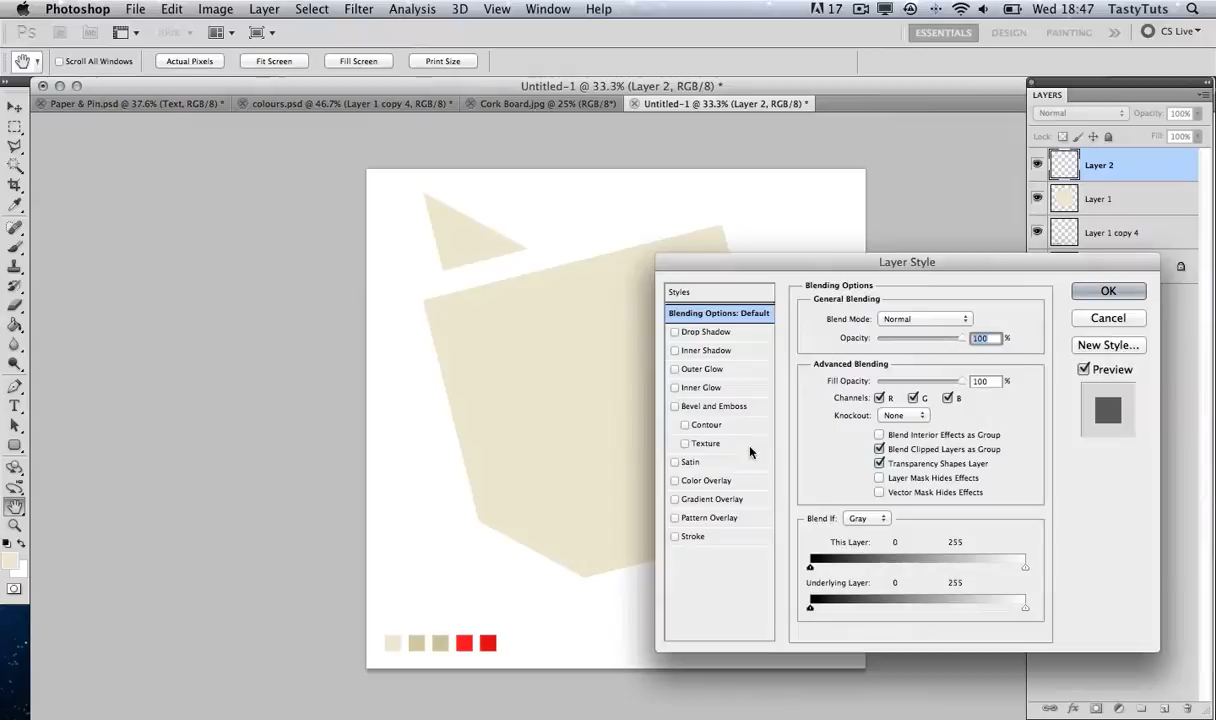 Photoshop File Edit Image Layer Select Filter Analysis 3D View Window Help 17 Wed 18:47 TastyTuts
Ps Br Mb ESSENTIALS DESIGN PAINTING >> CS Live
Scroll All Windows Actual Pixels Fit Screen Fill Screen Print Size
Untitled-1 @ 33.3% (Layer 2, RGB/8) *
Paper & Pin.psd @ 37.6% (Text, RGB/8) * colours.psd @ 46.7% (Layer 1 copy 4, RGB/8) * Cork Board.jpg @ 25% (RGB/8*) Untitled-1 @ 33.3% (Layer 2, RGB/8) *
LAYERS
Normal Opacity: 100%
Lock: Fill: 100%
Layer 2
Layer 1
Layer 1 copy 4
Layer Style
Styles
Blending Options: Default
Drop Shadow
Inner Shadow
Outer Glow
Inner Glow
Bevel and Emboss
Contour
Texture
Satin
Color Overlay
Gradient Overlay
Pattern Overlay
Stroke
Blending Options
General Blending
Blend Mode: Normal
Opacity: 100 %
Advanced Blending
Fill Opacity: 100 %
Channels: R G B
Knockout: None
Blend Interior Effects as Group
Blend Clipped Layers as Group
Transparency Shapes Layer
Layer Mask Hides Effects
Vector Mask Hides Effects
Blend If: Gray
This Layer: 0 255
Underlying Layer: 0 255
OK
Cancel
New Style...
Preview
T
fx